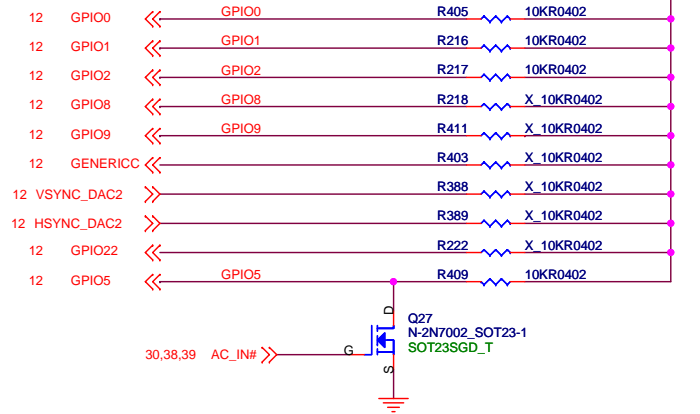 12 GPIO0 GPIO0 R405 10KR0402
12 GPIO1 GPIO1 R216 10KR0402
12 GPIO2 GPIO2 R217 10KR0402
12 GPIO8 GPIO8 R218 X_10KR0402
12 GPIO9 GPIO9 R411 X_10KR0402
12 GENERICC R403 X_10KR0402
12 VSYNC_DAC2 R388 X_10KR0402
12 HSYNC_DAC2 R389 X_10KR0402
12 GPIO22 R222 X_10KR0402
12 GPIO5 GPIO5 R409 10KR0402
D
Q27
N-2N7002_SOT23-1
SOT23SGD_T
30,38,39 AC_IN# G
S